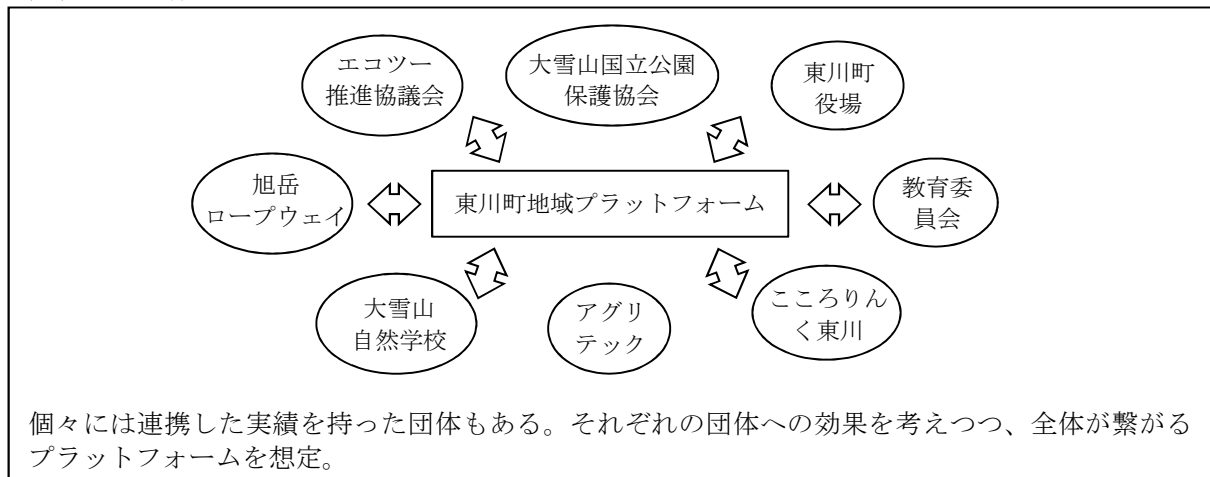 エコツー
推進協議会
大雪山国立公園
保護協会
東川町
役場
旭岳
ロープウェイ
東川町地域プラットフォーム
教育委
員会
大雪山
自然学校
アグリ
テック
こころりん
く東川
個々には連携した実績を持った団体もある。それぞれの団体への効果を考えつつ、全体が繋がる
プラットフォームを想定。